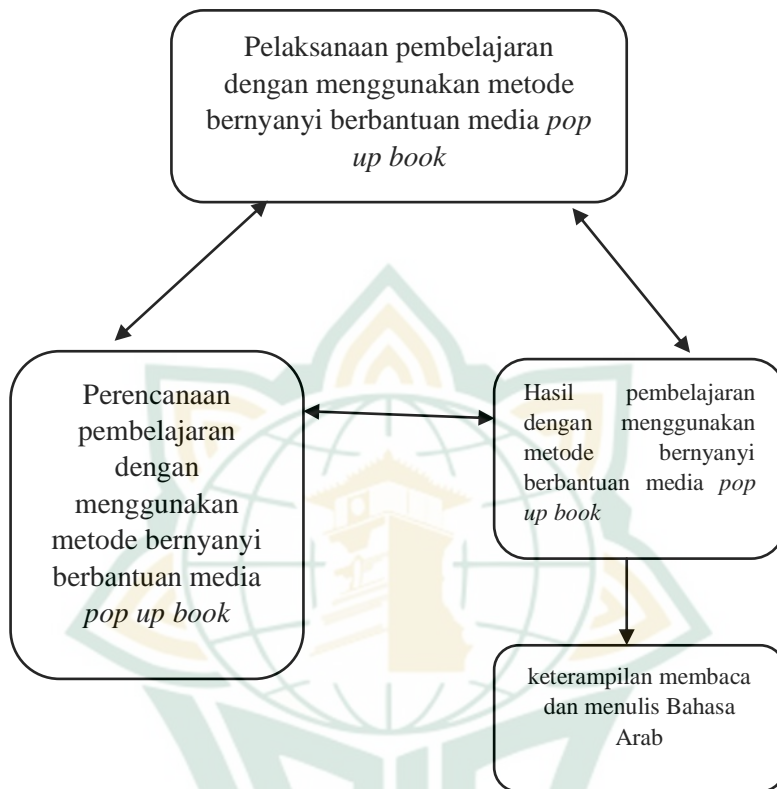 Pelaksanaan pembelajaran
dengan menggunakan metode
bernyanyi berbantuan media pop
up book
Perencanaan
pembelajaran
dengan
menggunakan
metode bernyanyi
berbantuan media
pop up book
Hasil pembelajaran
dengan menggunakan
metode bernyanyi
berbantuan media pop
up book
keterampilan membaca
dan menulis Bahasa
Arab